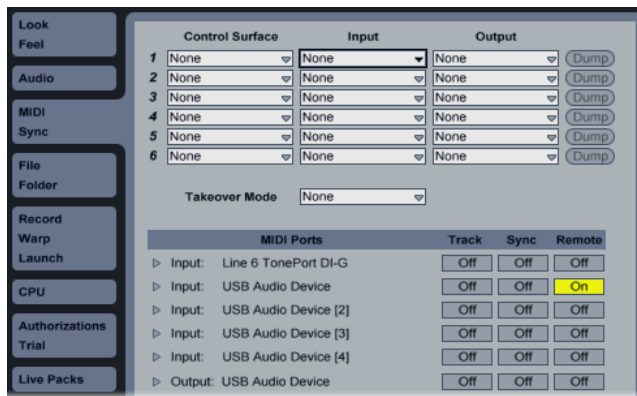 Look
Feel
Audio
MIDI
Sync
File
Folder
Record
Warp
Launch
CPU
Authorizations
Trial
Live Packs
Control Surface Input Output
1 None None None Dump
2 None None None Dump
3 None None None Dump
4 None None None Dump
5 None None None Dump
6 None None None Dump
Takeover Mode None
MIDI Ports Track Sync Remote
Input: Line 6 TonePort DI-G Off Off Off
Input: USB Audio Device Off Off On
Input: USB Audio Device [2] Off Off Off
Input: USB Audio Device [3] Off Off Off
Input: USB Audio Device [4] Off Off Off
Output: USB Audio Device Off Off Off